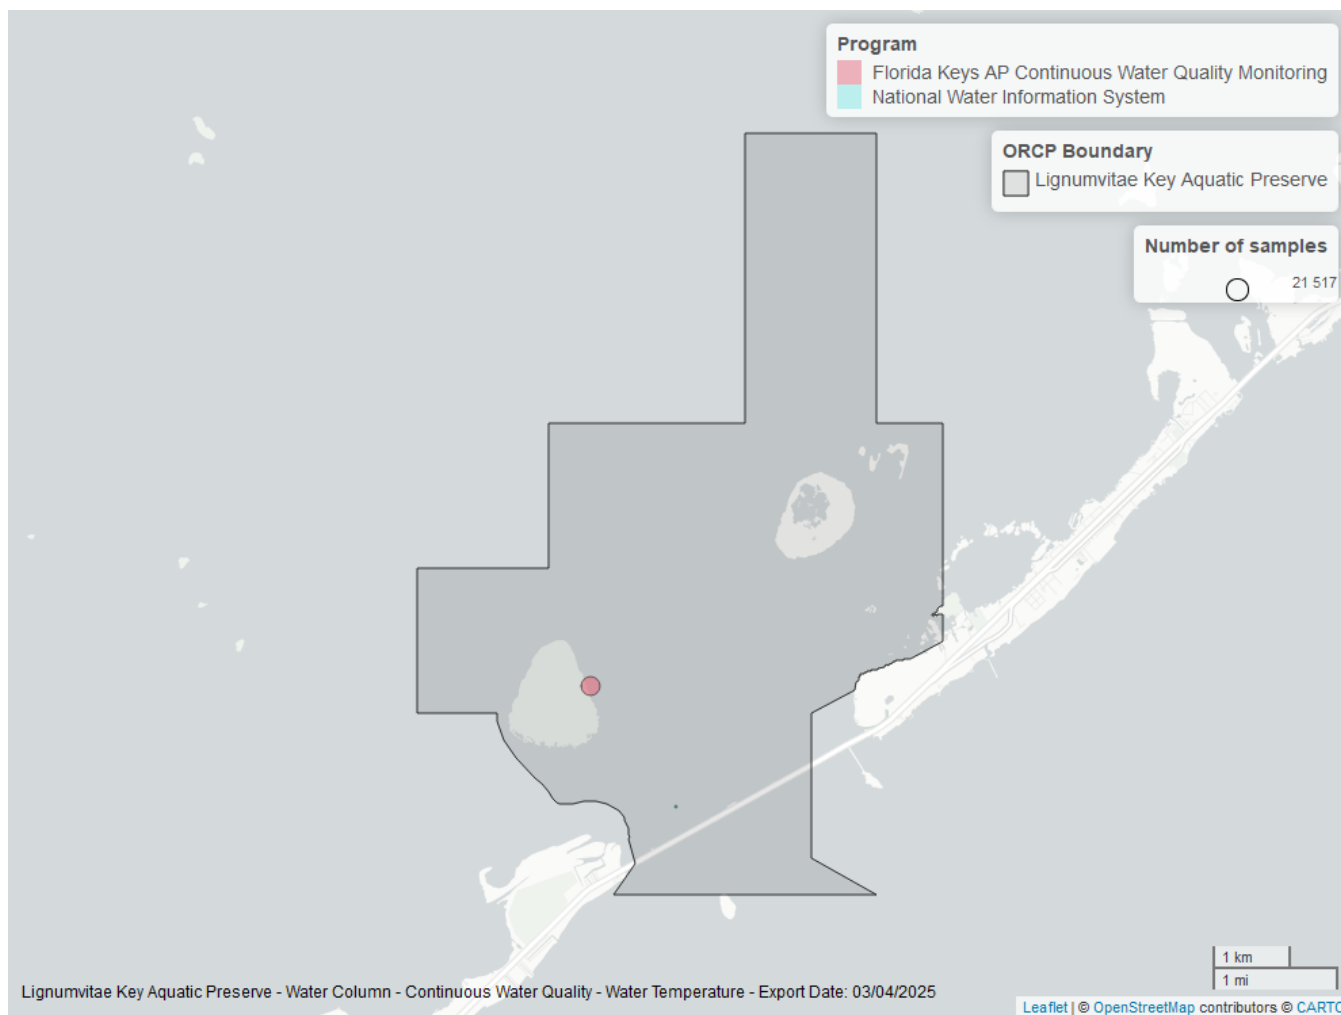 Program
Florida Keys AP Continuous Water Quality Monitoring
National Water Information System
ORCP Boundary
Lignumvitae Key Aquatic Preserve
Number of samples
21 517
1 km
1 mi
Lignumvitae Key Aquatic Preserve - Water Column - Continuous Water Quality - Water Temperature - Export Date: 03/04/2025
Leaflet | © OpenStreetMap contributors © CARTO